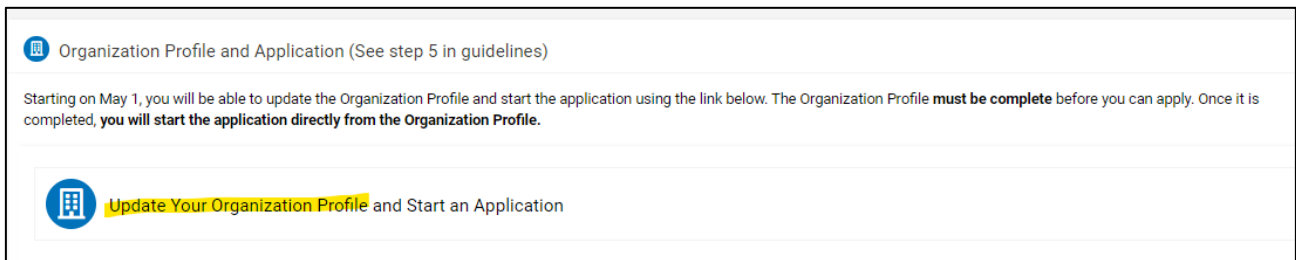 Organization Profile and Application (See step 5 in guidelines)
Starting on May 1, you will be able to update the Organization Profile and start the application using the link below. The Organization Profile must be complete before you can apply. Once it is
completed, you will start the application directly from the Organization Profile.
Update Your Organization Profile and Start an Application